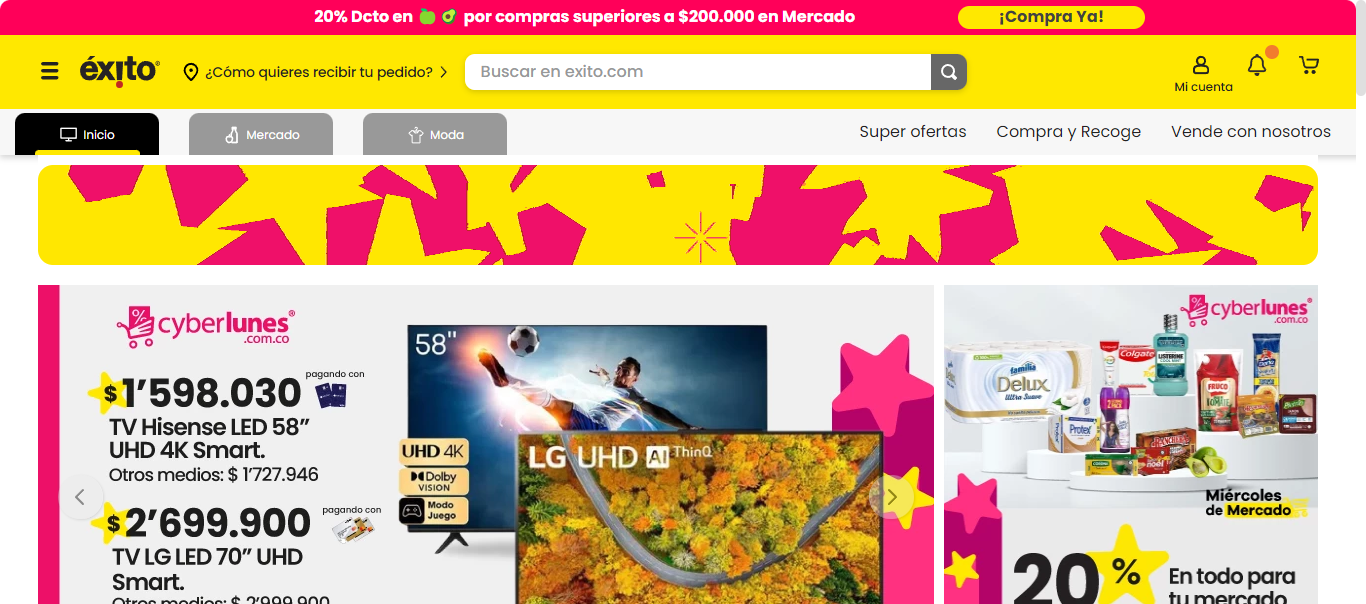 20% Dcto en 🍏 🥑 por compras superiores a $200.000 en Mercado
¡Compra Ya!
éxito
¿Cómo quieres recibir tu pedido?
Buscar en exito.com
Mi cuenta
Inicio
Mercado
Moda
Super ofertas
Compra y Recoge
Vende con nosotros
cyberlunes®
.com.co
pagando con
$1'598.030
TV Hisense LED 58"
UHD 4K Smart.
Otros medios: $ 1'727.946
pagando con
$2'699.900
TV LG LED 70" UHD
Smart.
Otros medios: $ 2'999.900
58"
UHD 4K
Dolby
VISION
Modo
Juego
LG UHD AI ThinQ
cyberlunes®
.com.co
familia
Delux
Ultra Suave
Colgate
LISTERINE
COOL MINT
FRUCO
TOMATE
Protex
RANCHERA
noel
Miércoles
de Mercado
20%
En todo para
tu mercado